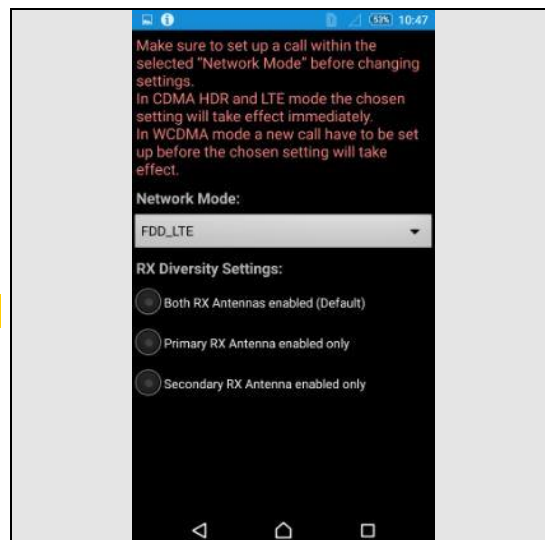 53% 10:47
Make sure to set up a call within the
selected "Network Mode" before changing
settings.
In CDMA HDR and LTE mode the chosen
setting will take effect immediately.
In WCDMA mode a new call have to be set
up before the chosen setting will take
effect.
Network Mode:
FDD_LTE
RX Diversity Settings:
Both RX Antennas enabled (Default)
Primary RX Antenna enabled only
Secondary RX Antenna enabled only